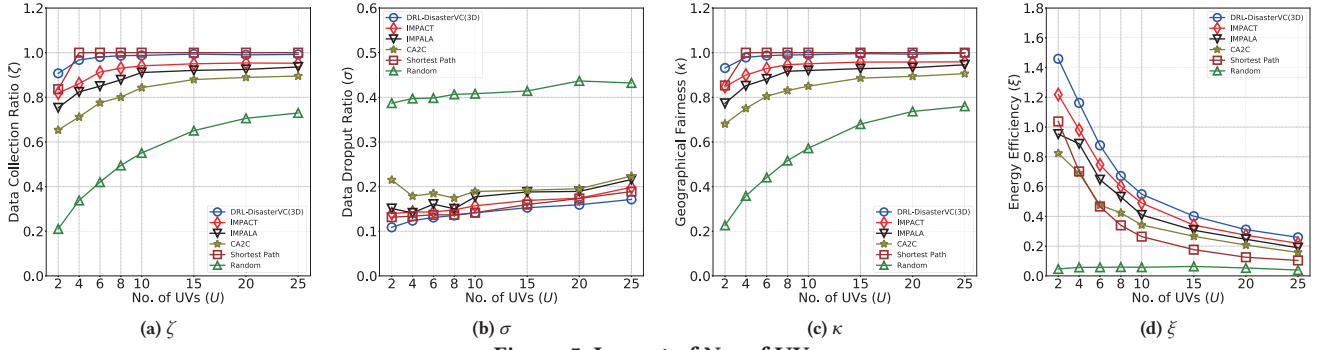 Data Collection Ratio (ζ)
1.2
1.0
0.8
0.6
0.4
0.2
0.0
2 4 6 8 10 15 20 25
No. of UVs (U)
DRL-DisasterVC(3D)
IMPACT
IMPALA
CA2C
Shortest Path
Random
(a) ζ
Data Dropput Ratio (σ)
0.6
0.5
0.4
0.3
0.2
0.1
0.0
2 4 6 8 10 15 20 25
No. of UVs (U)
DRL-DisasterVC(3D)
IMPACT
IMPALA
CA2C
Shortest Path
Random
(b) σ
Geographical Fairness (κ)
1.2
1.0
0.8
0.6
0.4
0.2
0.0
2 4 6 8 10 15 20 25
No. of UVs (U)
DRL-DisasterVC(3D)
IMPACT
IMPALA
CA2C
Shortest Path
Random
(c) κ
Energy Efficiency (ξ)
1.8
1.6
1.4
1.2
1.0
0.8
0.6
0.4
0.2
0.0
2 4 6 8 10 15 20 25
No. of UVs (U)
DRL-DisasterVC(3D)
IMPACT
IMPALA
CA2C
Shortest Path
Random
(d) ξ